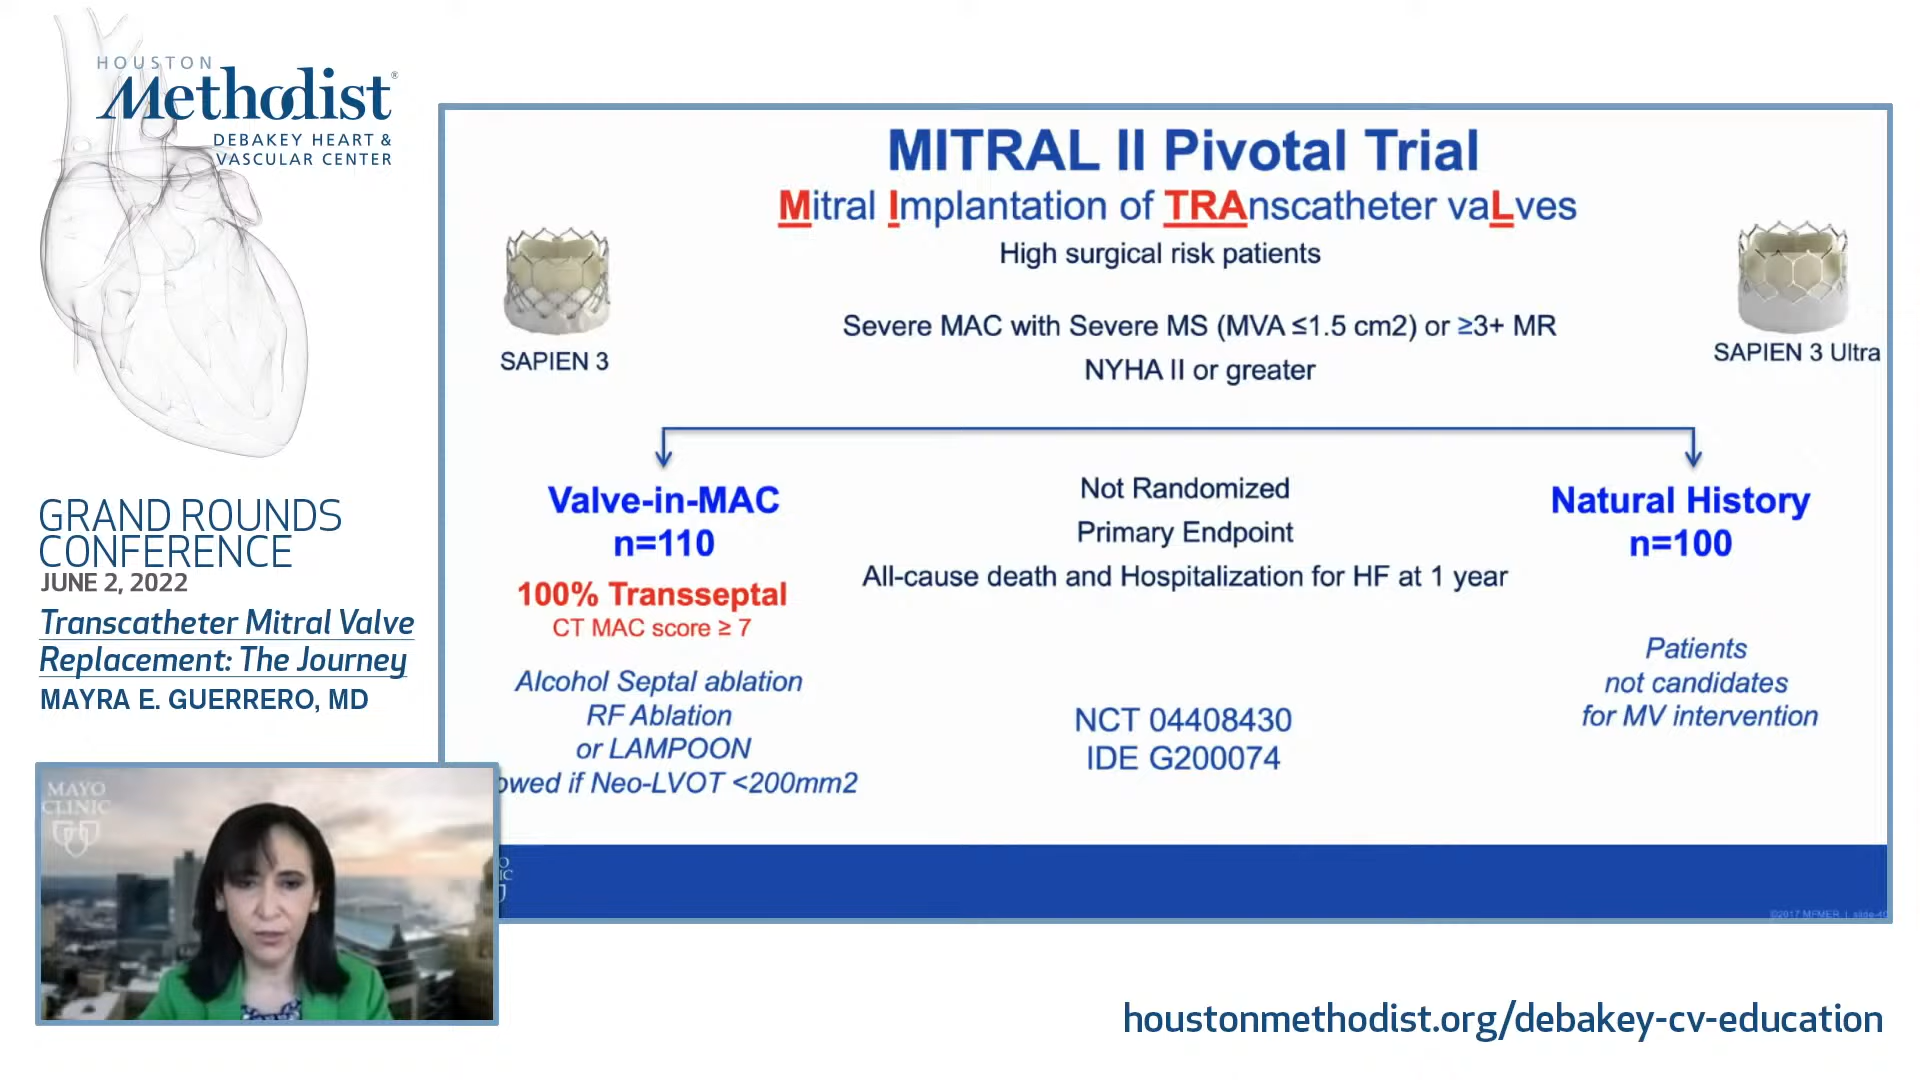 HOUSTON
Methodist®
DEBAKEY HEART &
VASCULAR CENTER
GRAND ROUNDS
CONFERENCE
JUNE 2, 2022
Transcatheter Mitral Valve
Replacement: The Journey
MAYRA E. GUERRERO, MD
MAYO
CLINIC
MITRAL II Pivotal Trial
Mitral Implantation of TRAnscatheter vaLves
High surgical risk patients
SAPIEN 3
SAPIEN 3 Ultra
Severe MAC with Severe MS (MVA ≤1.5 cm2) or ≥3+ MR
NYHA II or greater
Valve-in-MAC
n=110
100% Transseptal
CT MAC score ≥ 7
Alcohol Septal ablation
RF Ablation
or LAMPOON
owed if Neo-LVOT <200mm2
Not Randomized
Primary Endpoint
All-cause death and Hospitalization for HF at 1 year
NCT 04408430
IDE G200074
Natural History
n=100
Patients
not candidates
for MV intervention
©2017 MFMER | slide-40
houstonmethodist.org/debakey-cv-education